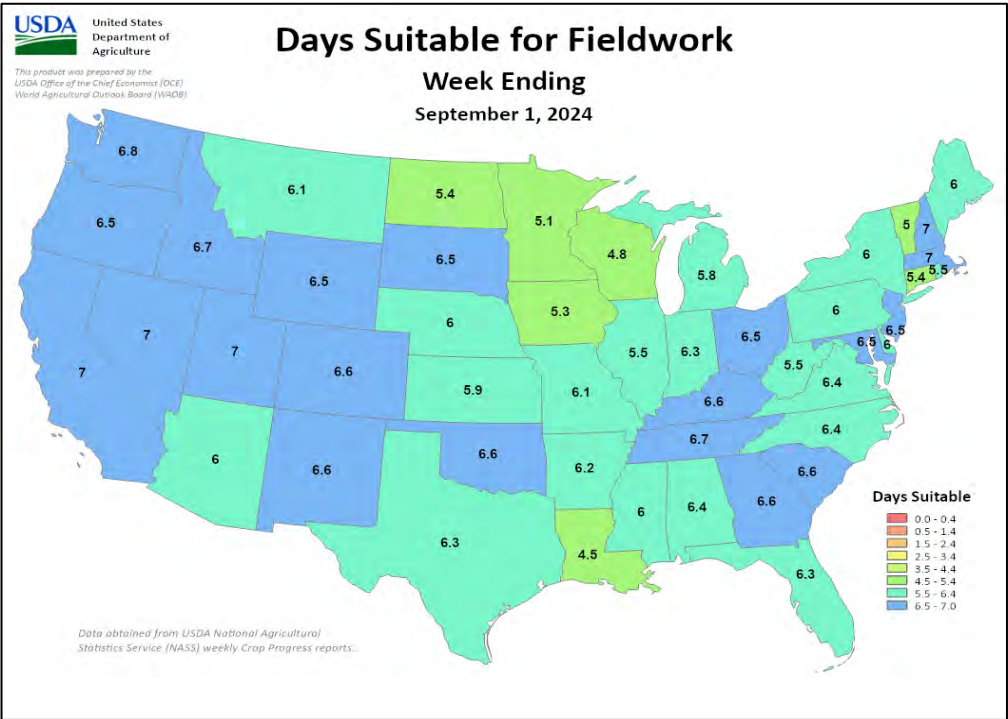 USDA
United States
Department of
Agriculture
This product was prepared by the
USDA Office of the Chief Economist (OCE)
World Agricultural Outlook Board (WAOB)
Days Suitable for Fieldwork
Week Ending
September 1, 2024
6.8
6.1
5.4
5.1
6
6.5
6.7
6.5
6.5
4.8
5.8
6
5
7
7
5.4
5.5
7
7
7
6.6
6
5.9
5.3
5.5
6.3
6.5
6
6.5
6.5
6
5.5
6.4
6.1
6.6
6.4
6
6.6
6.6
6.2
6.7
6.6
6.3
4.5
6
6.4
6.6
6.3
Days Suitable
0.0 - 0.4
0.5 - 1.4
1.5 - 2.4
2.5 - 3.4
3.5 - 4.4
4.5 - 5.4
5.5 - 6.4
6.5 - 7.0
Data obtained from USDA National Agricultural
Statistics Service (NASS) weekly Crop Progress reports..